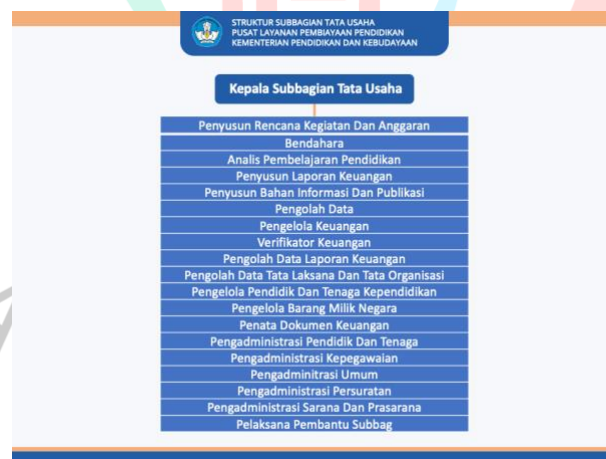 STRUKTUR SUBBAGIAN TATA USAHA
PUSAT LAYANAN PEMBIAYAAN PENDIDIKAN
KEMENTERIAN PENDIDIKAN DAN KEBUDAYAAN
Kepala Subbagian Tata Usaha
Penyusun Rencana Kegiatan Dan Anggaran
Bendahara
Analis Pembelajaran Pendidikan
Penyusun Laporan Keuangan
Penyusun Bahan Informasi Dan Publikasi
Pengolah Data
Pengelola Keuangan
Verifikator Keuangan
Pengolah Data Laporan Keuangan
Pengolah Data Tata Laksana Dan Tata Organisasi
Pengelola Pendidik Dan Tenaga Kependidikan
Pengelola Barang Milik Negara
Penata Dokumen Keuangan
Pengadministrasi Pendidik Dan Tenaga
Pengadministrasi Kepegawaian
Pengadminitrasi Umum
Pengadministrasi Persuratan
Pengadministrasi Sarana Dan Prasarana
Pelaksana Pembantu Subbag